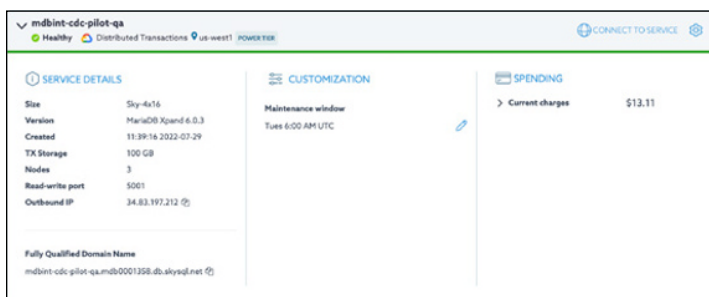 mdbint-cdc-pilot-qa
Healthy Distributed Transactions us-west1 POWER TIER
CONNECT TO SERVICE
SERVICE DETAILS
Size Sky-4x16
Version MariaDB Xpand 6.0.3
Created 11:39:16 2022-07-29
TX Storage 100 GB
Nodes 3
Read-write port 5001
Outbound IP 34.83.197.212
Fully Qualified Domain Name
mdbint-cdc-pilot-qa.mdb0001358.db.skysql.net
CUSTOMIZATION
Maintenance window
Tues 6:00 AM UTC
SPENDING
Current charges $13.11